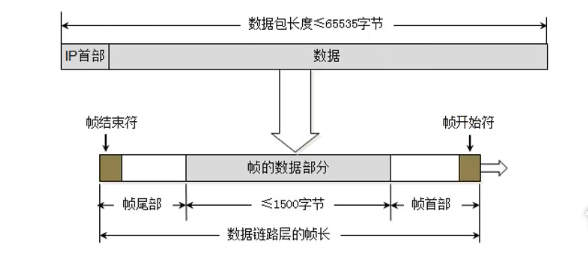 数据包长度≤65535字节
IP首部
数据
帧结束符
帧开始符
帧的数据部分
帧尾部
≤1500字节
帧首部
数据链路层的帧长